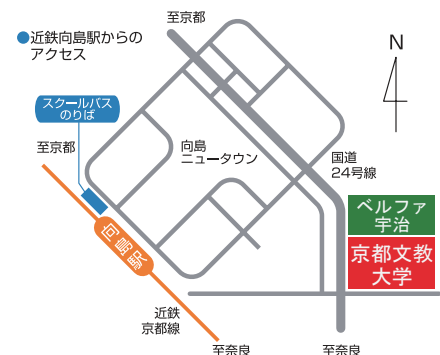 至京都
N
●近鉄向島駅からの
アクセス
スクールバス
のりば
至京都
向島
ニュータウン
国道
24号線
ベルファ
宇治
京都文教
大学
向島駅
近鉄
京都線
至奈良
至奈良